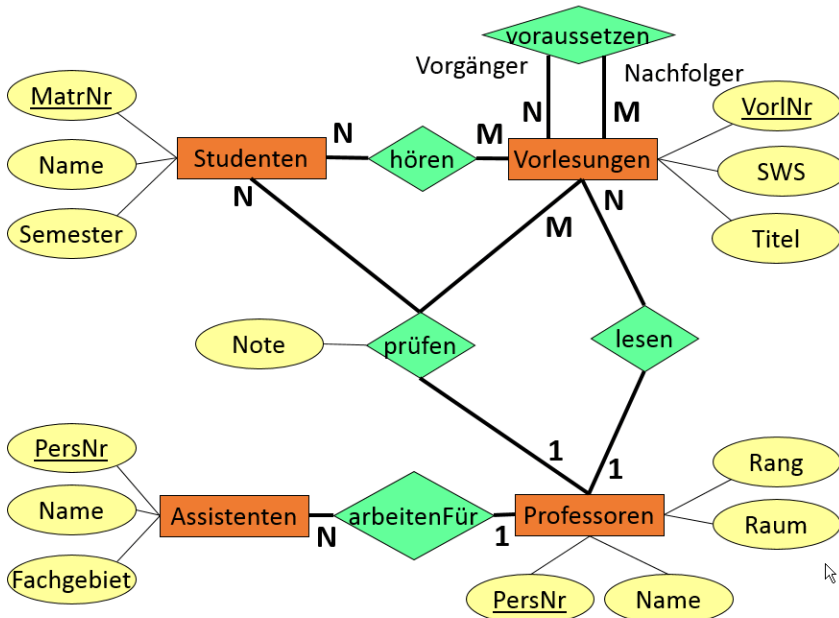 voraussetzen
Vorgänger
Nachfolger
MatrNr
N
M
VorlNr
N
M
Studenten
hören
Vorlesungen
Name
SWS
N
N
M
Semester
Titel
Note
prüfen
lesen
PersNr
1
1
Rang
Name
Assistenten
arbeitenFür
Professoren
N
1
Raum
Fachgebiet
PersNr
Name